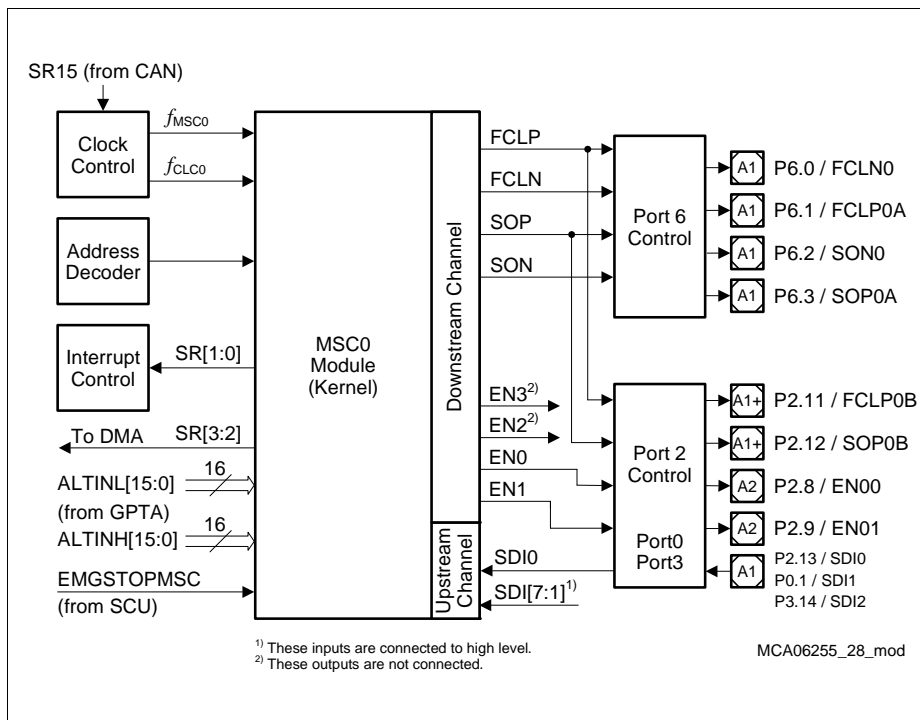 SR15 (from CAN)
Clock
Control
fMSC0
fCLC0
Address
Decoder
Interrupt
Control
SR[1:0]
To DMA
SR[3:2]
ALTINL[15:0]
16
(from GPTA)
ALTINH[15:0]
16
EMGSTOPMSC
(from SCU)
MSC0
Module
(Kernel)
Downstream Channel
Upstream
Channel
FCLP
FCLN
SOP
SON
EN3 2)
EN2 2)
EN0
EN1
SDI0
SDI[7:1] 1)
Port 6
Control
A1 P6.0 / FCLN0
A1 P6.1 / FCLP0A
A1 P6.2 / SON0
A1 P6.3 / SOP0A
Port 2
Control
Port0
Port3
A1+ P2.11 / FCLP0B
A1+ P2.12 / SOP0B
A2 P2.8 / EN00
A2 P2.9 / EN01
A1 P2.13 / SDI0
P0.1 / SDI1
P3.14 / SDI2
1) These inputs are connected to high level.
2) These outputs are not connected.
MCA06255_28_mod